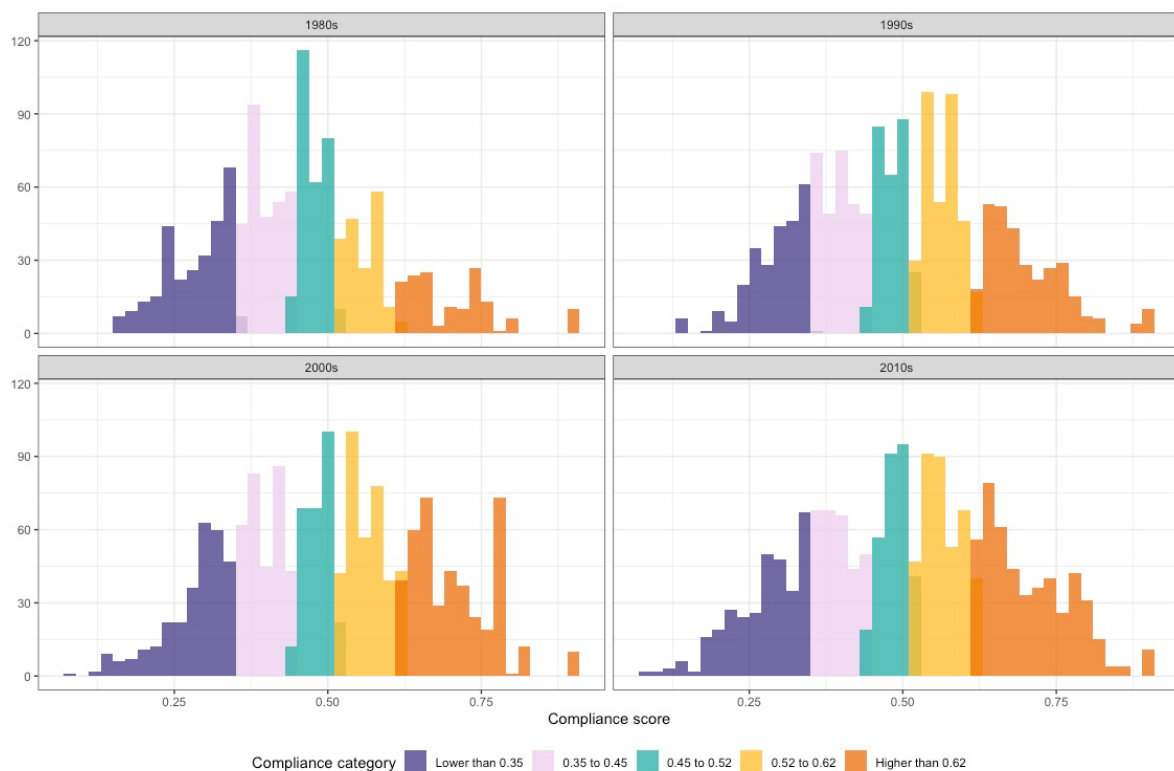 1980s
1990s
120
90
60
30
0
2000s
2010s
120
90
60
30
0
0.25
0.50
0.75
0.25
0.50
0.75
Compliance score
Compliance category
Lower than 0.35
0.35 to 0.45
0.45 to 0.52
0.52 to 0.62
Higher than 0.62